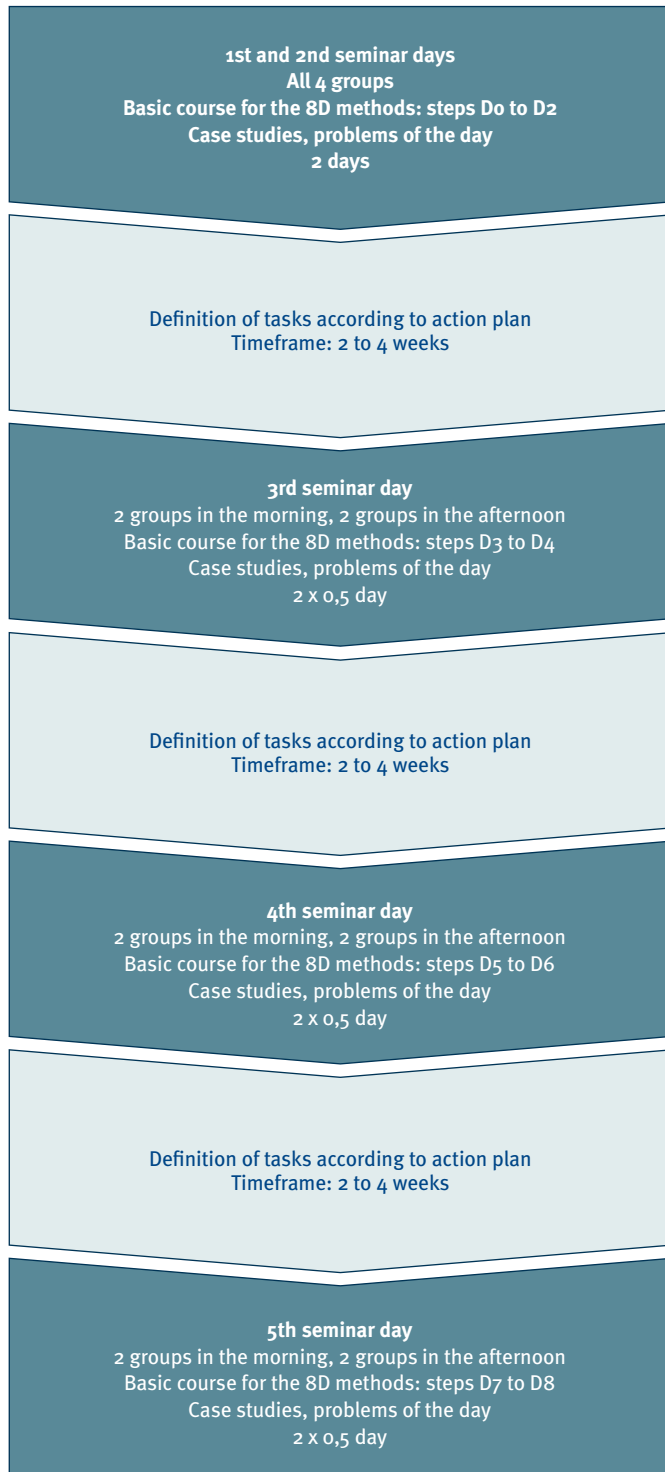 1st and 2nd seminar days
All 4 groups
Basic course for the 8D methods: steps D0 to D2
Case studies, problems of the day
2 days
Definition of tasks according to action plan
Timeframe: 2 to 4 weeks
3rd seminar day
2 groups in the morning, 2 groups in the afternoon
Basic course for the 8D methods: steps D3 to D4
Case studies, problems of the day
2 x 0,5 day
Definition of tasks according to action plan
Timeframe: 2 to 4 weeks
4th seminar day
2 groups in the morning, 2 groups in the afternoon
Basic course for the 8D methods: steps D5 to D6
Case studies, problems of the day
2 x 0,5 day
Definition of tasks according to action plan
Timeframe: 2 to 4 weeks
5th seminar day
2 groups in the morning, 2 groups in the afternoon
Basic course for the 8D methods: steps D7 to D8
Case studies, problems of the day
2 x 0,5 day